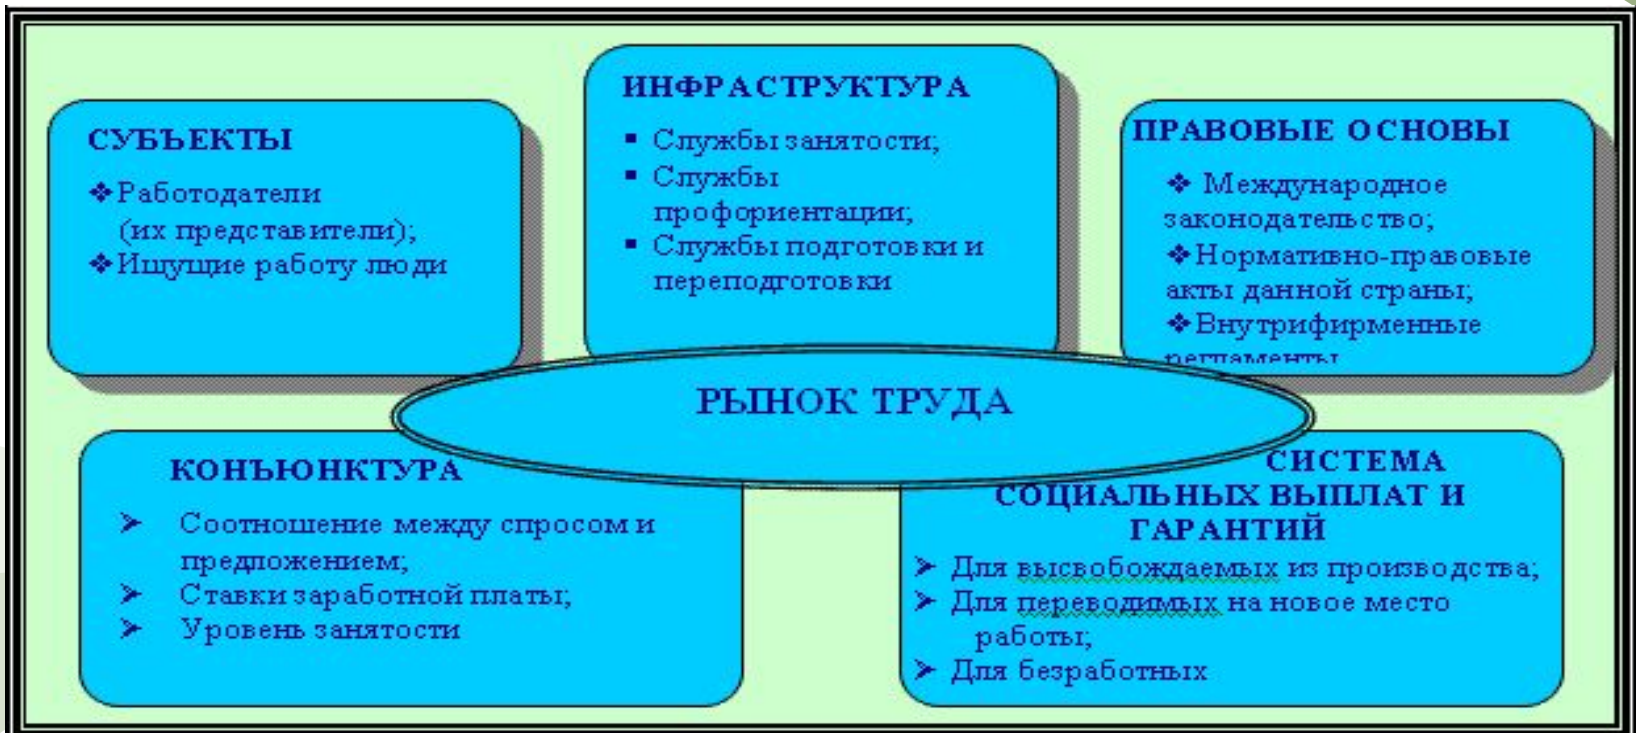 СУБЪЕКТЫ
❖Работодатели
(их представители);
❖Ищущие работу люди
ИНФРАСТРУКТУРА
▪ Службы занятости;
▪ Службы
профориентации;
▪ Службы подготовки и
переподготовки
ПРАВОВЫЕ ОСНОВЫ
❖ Международное
законодательство;
❖Нормативно-правовые
акты данной страны;
❖Внутрифирменные
регламенты
РЫНОК ТРУДА
КОНЪЮНКТУРА
➢ Соотношение между спросом и
предложением;
➢ Ставки заработной платы;
➢ Уровень занятости
СИСТЕМА
СОЦИАЛЬНЫХ ВЫПЛАТ И
ГАРАНТИЙ
➢ Для высвобождаемых из производства;
➢ Для переводимых на новое место
работы;
➢ Для безработных